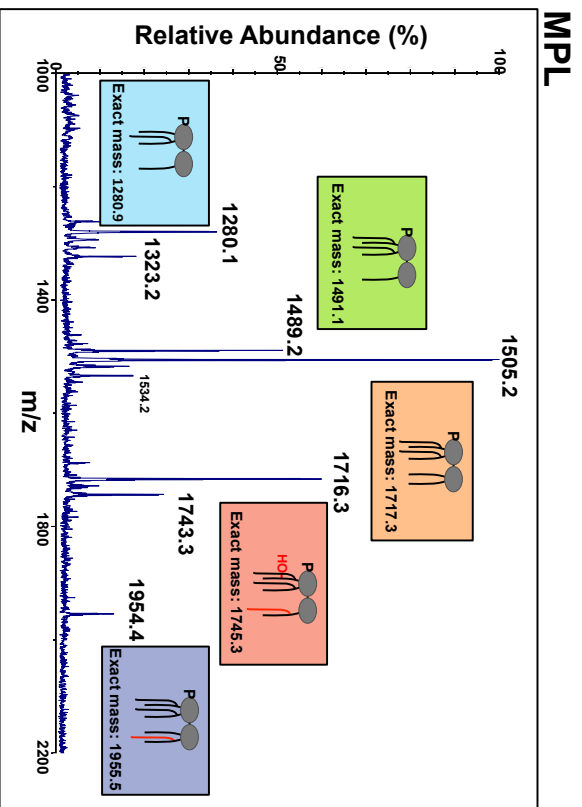 MPL
Relative Abundance (%)
100
50
0
1000
1400
1800
2200
m/z
1280.1
1323.2
1489.2
1505.2
1534.2
1716.3
1743.3
1954.4
P
Exact mass: 1280.9
P
Exact mass: 1491.1
P
Exact mass: 1717.3
P
HO
Exact mass: 1745.3
P
Exact mass: 1955.5